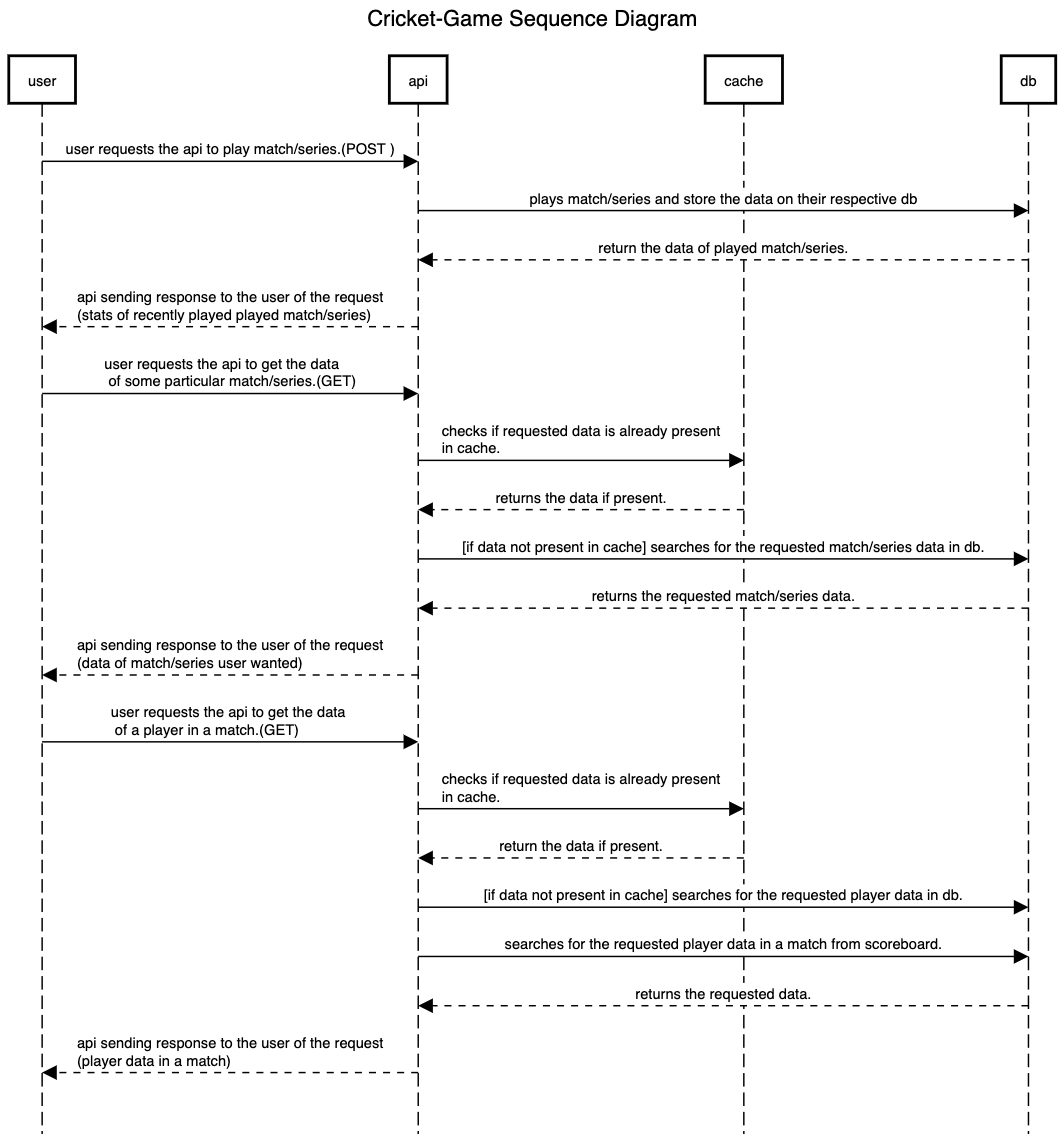 Cricket-Game Sequence Diagram
user
api
cache
db
user requests the api to play match/series.(POST )
plays match/series and store the data on their respective db
return the data of played match/series.
api sending response to the user of the request
(stats of recently played played match/series)
user requests the api to get the data
of some particular match/series.(GET)
checks if requested data is already present
in cache.
returns the data if present.
[if data not present in cache] searches for the requested match/series data in db.
returns the requested match/series data.
api sending response to the user of the request
(data of match/series user wanted)
user requests the api to get the data
of a player in a match.(GET)
checks if requested data is already present
in cache.
return the data if present.
[if data not present in cache] searches for the requested player data in db.
searches for the requested player data in a match from scoreboard.
returns the requested data.
api sending response to the user of the request
(player data in a match)